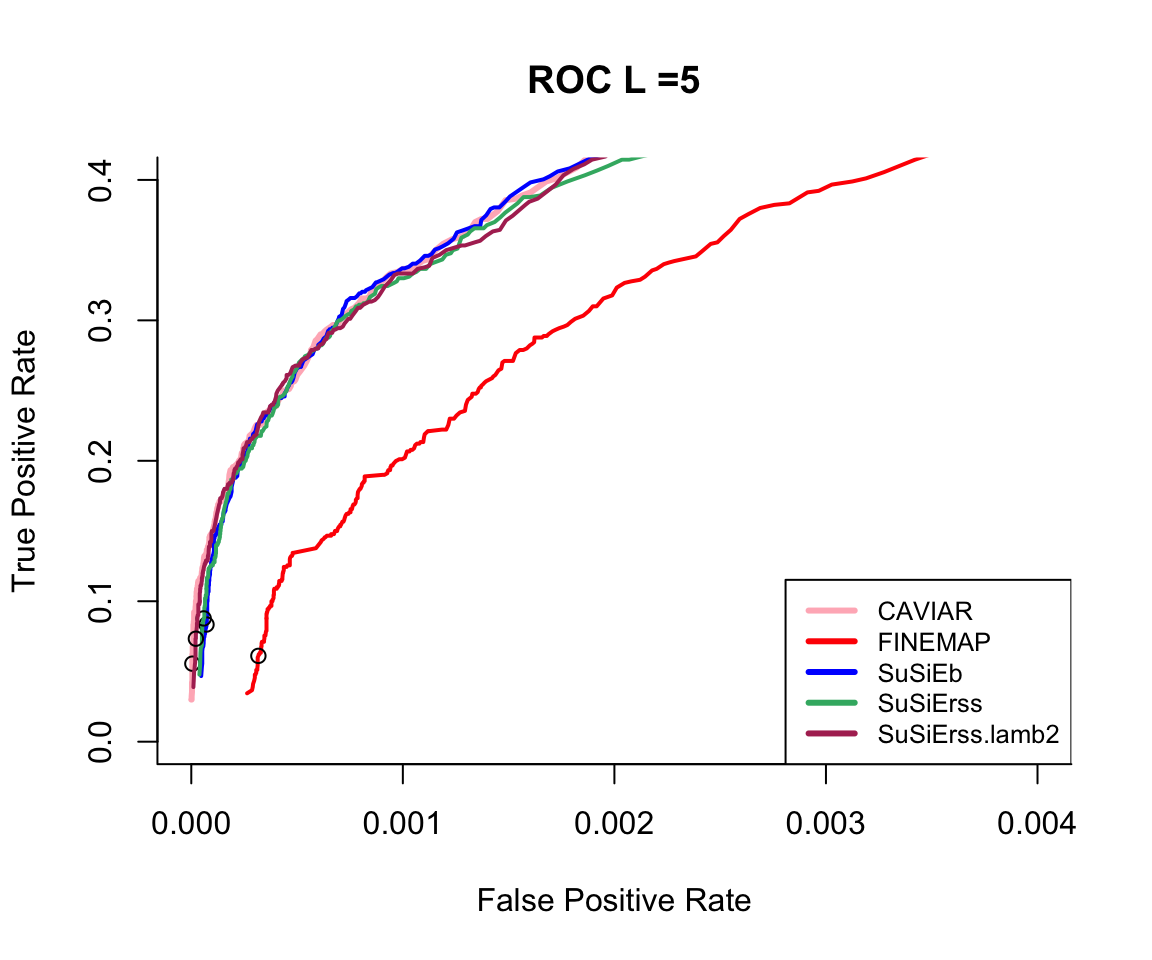 ROC L =5
True Positive Rate
0.4
0.3
0.2
0.1
0.0
CAVIAR
FINEMAP
SuSiEb
SuSiErss
SuSiErss.lamb2
0.000 0.001 0.002 0.003 0.004
False Positive Rate